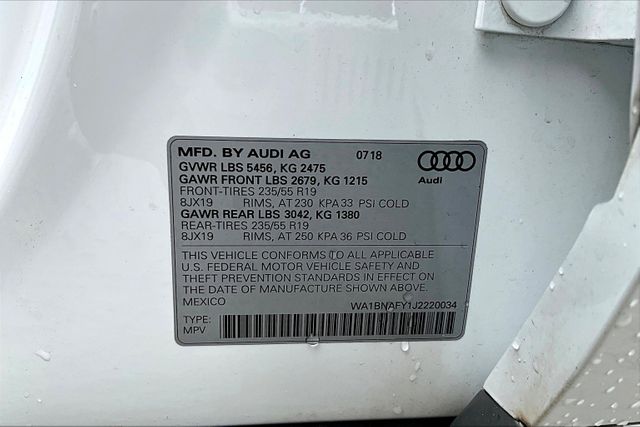 MFD. BY AUDI AG 0718
GVWR LBS 5456, KG 2475
GAWR FRONT LBS 2679, KG 1215
FRONT-TIRES 235/55 R19
8JX19 RIMS, AT 230 KPA 33 PSI COLD
GAWR REAR LBS 3042, KG 1380
REAR-TIRES 235/55 R19
8JX19 RIMS, AT 250 KPA 36 PSI COLD
Audi
THIS VEHICLE CONFORMS TO ALL APPLICABLE
U.S. FEDERAL MOTOR VEHICLE SAFETY AND
THEFT PREVENTION STANDARDS IN EFFECT ON
THE DATE OF MANUFACTURE SHOWN ABOVE.
MEXICO WA1BNAFY1J2220034
TYPE:
MPV